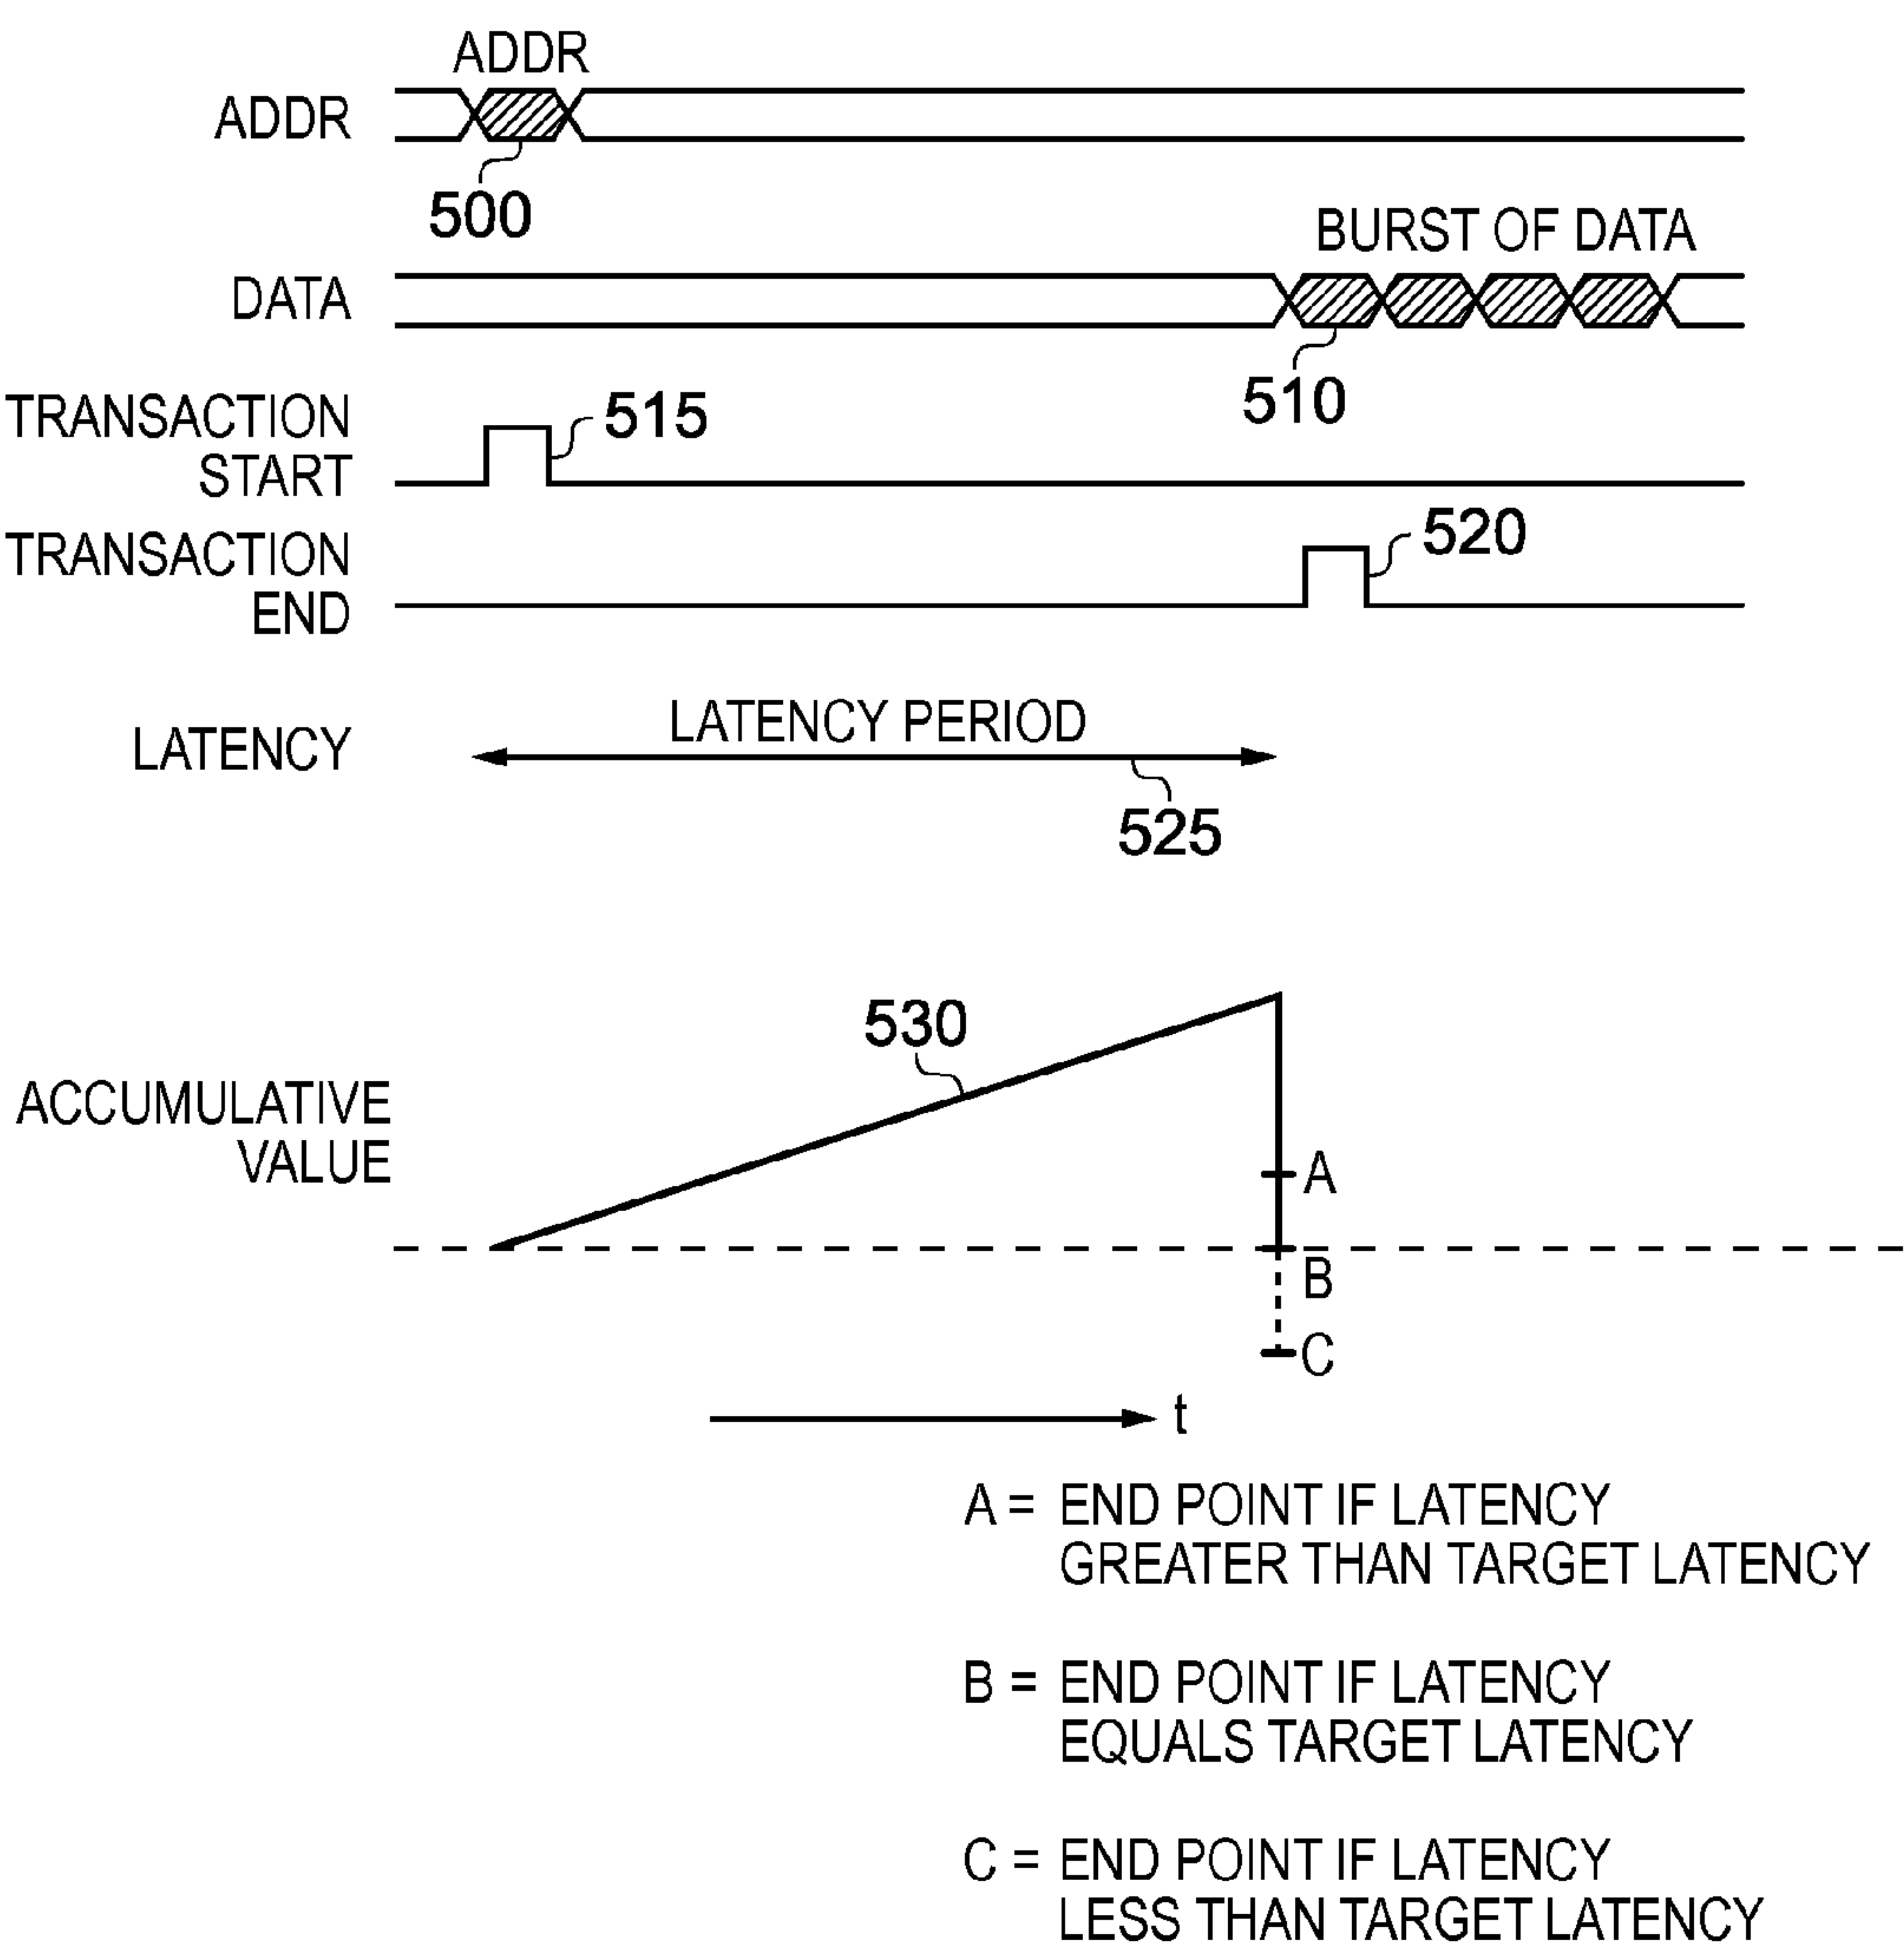 ADDR
ADDR
500
BURST OF DATA
DATA
510
TRANSACTION
START
515
TRANSACTION
END
520
LATENCY
LATENCY PERIOD
525
530
ACCUMULATIVE
VALUE
A
B
C
t
A = END POINT IF LATENCY
GREATER THAN TARGET LATENCY
B = END POINT IF LATENCY
EQUALS TARGET LATENCY
C = END POINT IF LATENCY
LESS THAN TARGET LATENCY